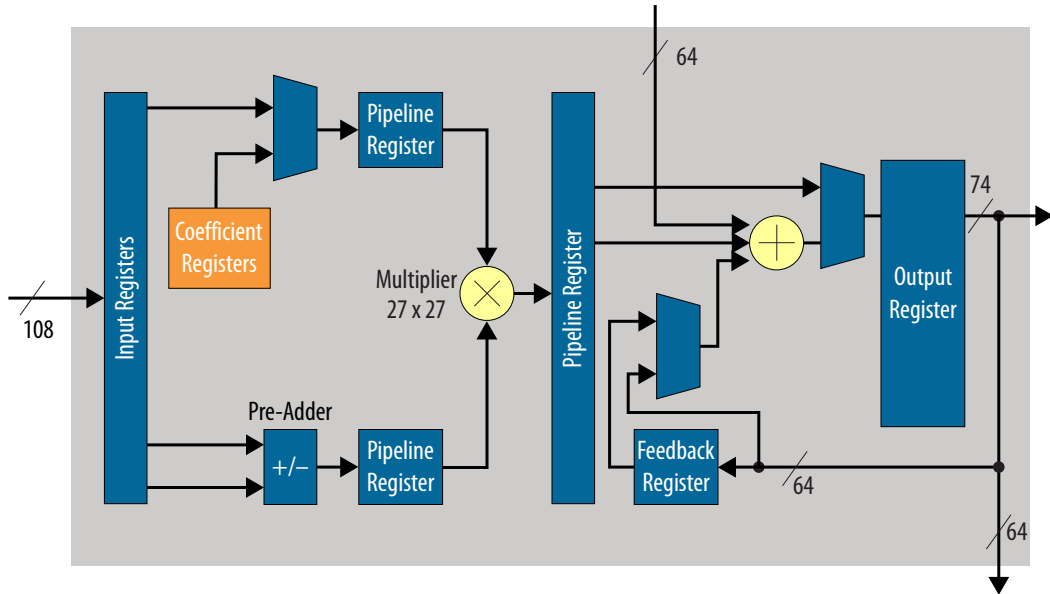 64
Pipeline
Register
Coefficient
Registers
Input Registers
108
Multiplier
27 x 27
Pre-Adder
+/−
Pipeline
Register
Pipeline Register
Feedback
Register
64
Output
Register
74
64